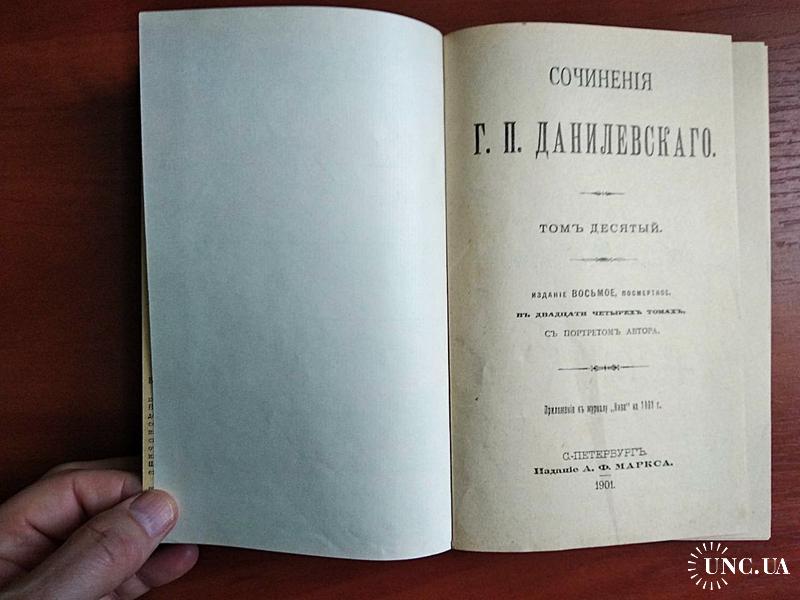 СОЧИНЕНІЯ
Г. П. ДАНИЛЕВСКАГО.
ТОМЪ ДЕСЯТЫЙ.
ИЗДАНІЕ ВОСЬМОЕ, ПОСМЕРТНОЕ,
ВЪ ДВАДЦАТИ ЧЕТЫРЕХЪ ТОМАХЪ,
СЪ ПОРТРЕТОМЪ АВТОРА.
Приложеніе къ журналу „Нива“ на 1901 г.
С.-ПЕТЕРБУРГЪ.
Изданіе А. Ф. МАРКСА.
1901.
UNC.UA